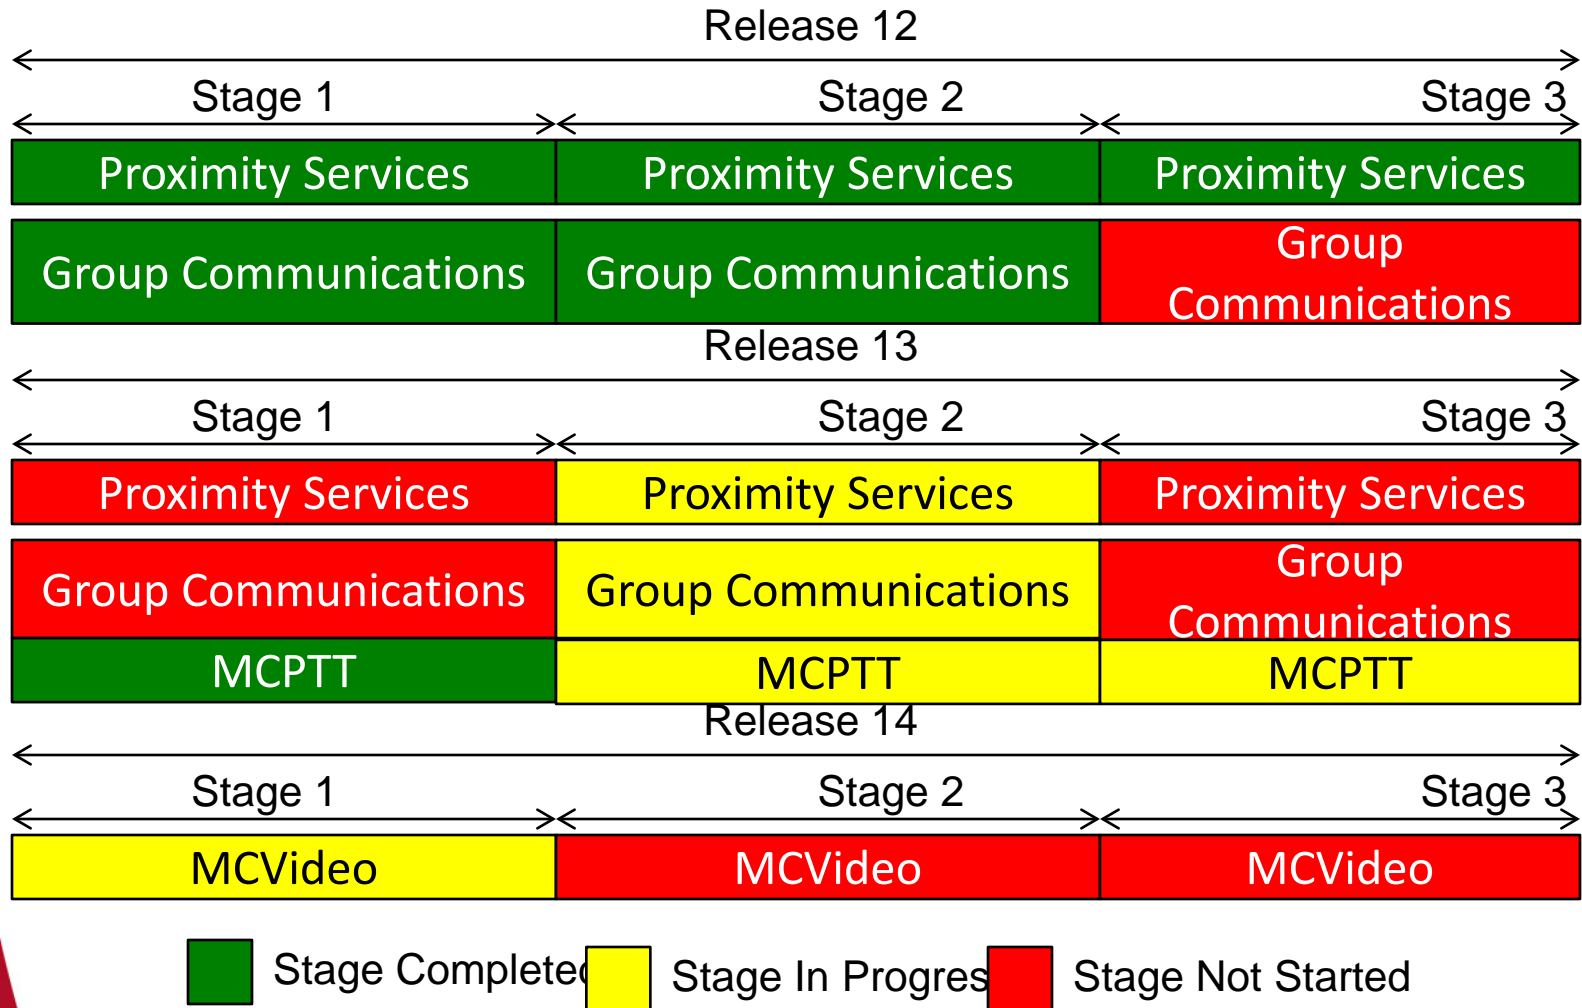 Release 12
Stage 1 Stage 2 Stage 3
Proximity Services Proximity Services Proximity Services
Group Communications Group Communications Group
Communications
Release 13
Stage 1 Stage 2 Stage 3
Proximity Services Proximity Services Proximity Services
Group Communications Group Communications Group
Communications
MCPTT MCPTT MCPTT
Release 14
Stage 1 Stage 2 Stage 3
MCVideo MCVideo MCVideo
Stage Completed Stage In Progres Stage Not Started